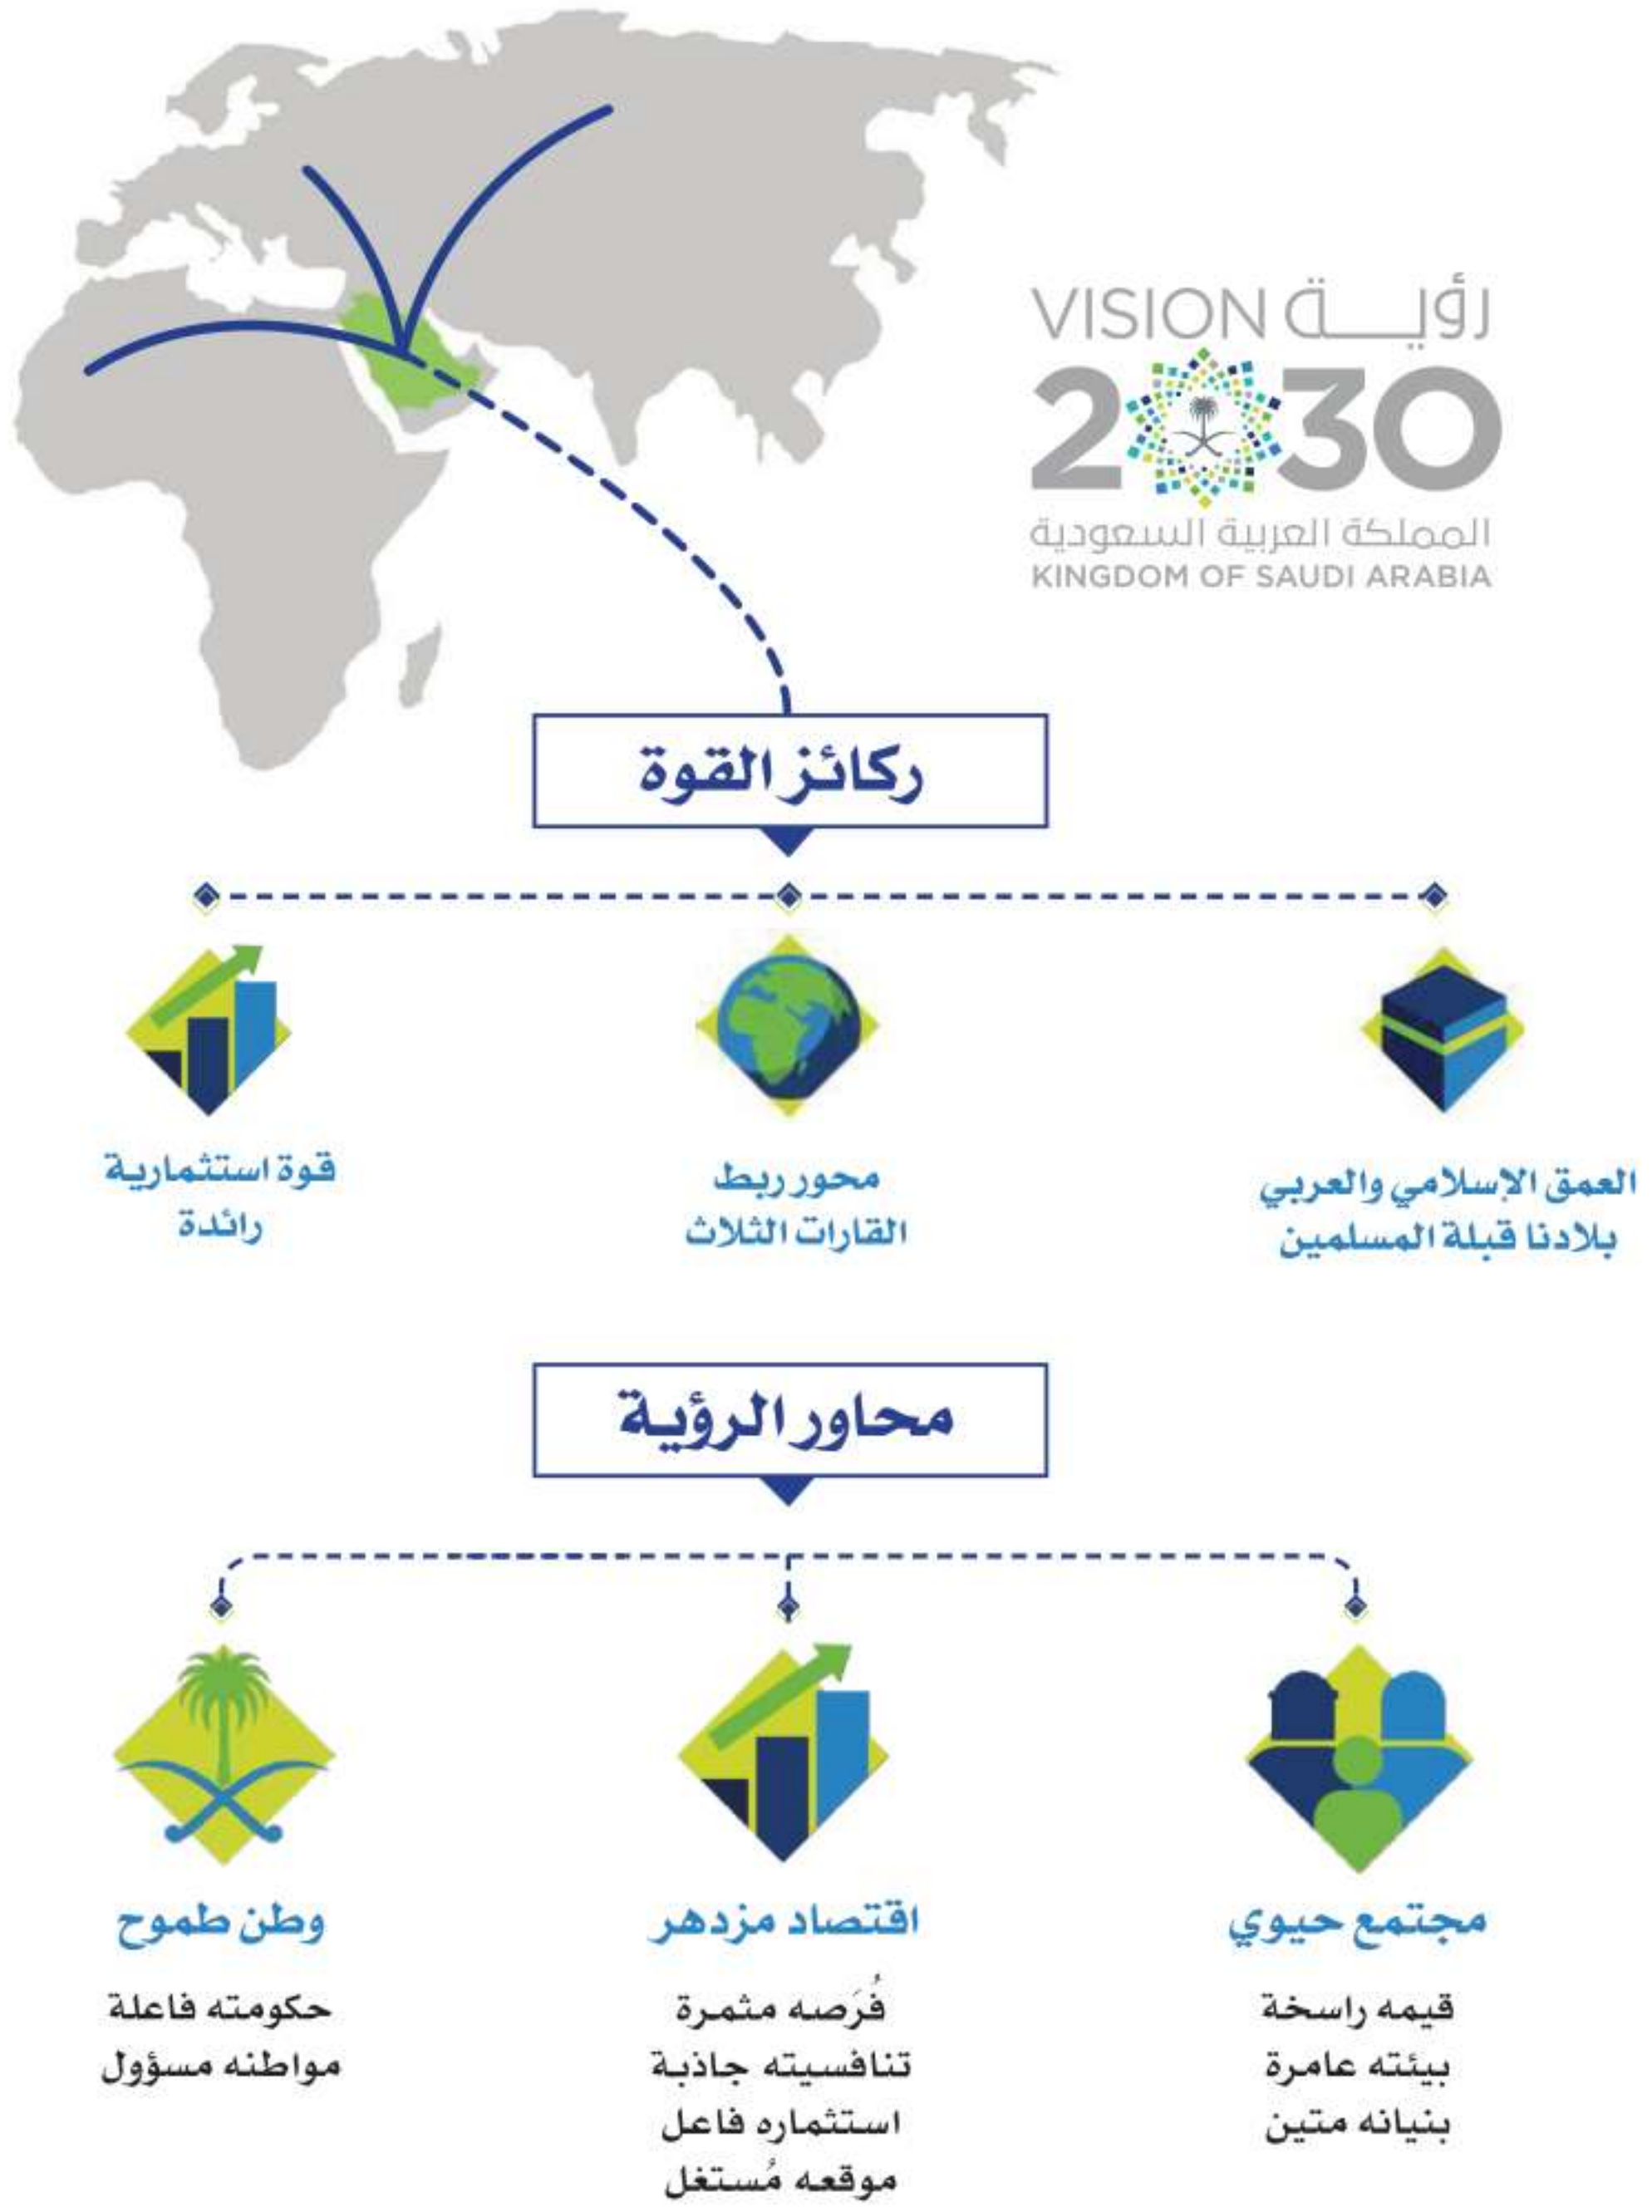 VISION رؤيــة
2030
المملكة العربية السعودية
KINGDOM OF SAUDI ARABIA
ركائز القوة
العمق الإسلامي والعربي
بلادنا قبلة المسلمين
محور ربط
القارات الثلاث
قوة استثمارية
رائدة
محاور الرؤية
مجتمع حيوي
قيمه راسخة
بيئته عامرة
بنيانه متين
اقتصاد مزدهر
فُرَصه مثمرة
تنافسيته جاذبة
استثماره فاعل
موقعه مُستغل
وطن طموح
حكومته فاعلة
مواطنه مسؤول